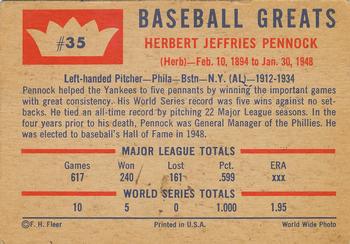 #35
BASEBALL GREATS
HERBERT JEFFRIES PENNOCK
(Herb)—Feb. 10, 1894 to Jan. 30, 1948
Left-handed Pitcher—Phila—Bstn—N.Y. (AL)—1912-1934
Pennock helped the Yankees to five pennants by winning the important games
with great consistency. His World Series record was five wins against no set-
backs. He tied an all-time record by pitching 22 Major League seasons. In the
four years prior to his death, Pennock was General Manager of the Phillies. He
was elected to baseball's Hall of Fame in 1948.
MAJOR LEAGUE TOTALS
Games Won Lost Pct. ERA
617 240 161 .599 xxx
WORLD SERIES TOTALS
10 5 0 1.000 1.95
©F. H. Fleer Printed in U.S.A. World Wide Photo